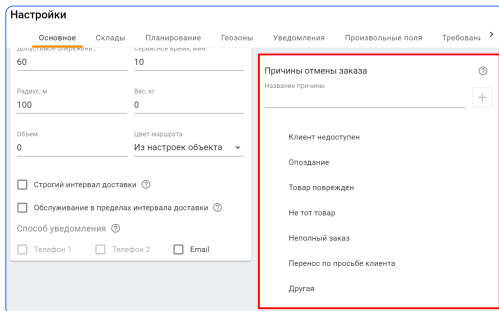 Настройки
Основное Склады Планирование Геозоны Уведомления Произвольные поля
Допустимое опережени.. Сервисное время, мин.
60 10
Радиус, м Вес, кг
100 0
Объем Цвет маршрута
0 Из настроек объекта
Строгий интервал доставки
Обслуживание в пределах интервала доставки
Способ уведомления
Телефон 1 Телефон 2 Email
Причины отмены заказа
Название причины
Клиент недоступен
Опоздание
Товар поврежден
Не тот товар
Неполный заказ
Перенос по просьбе клиента
Другая